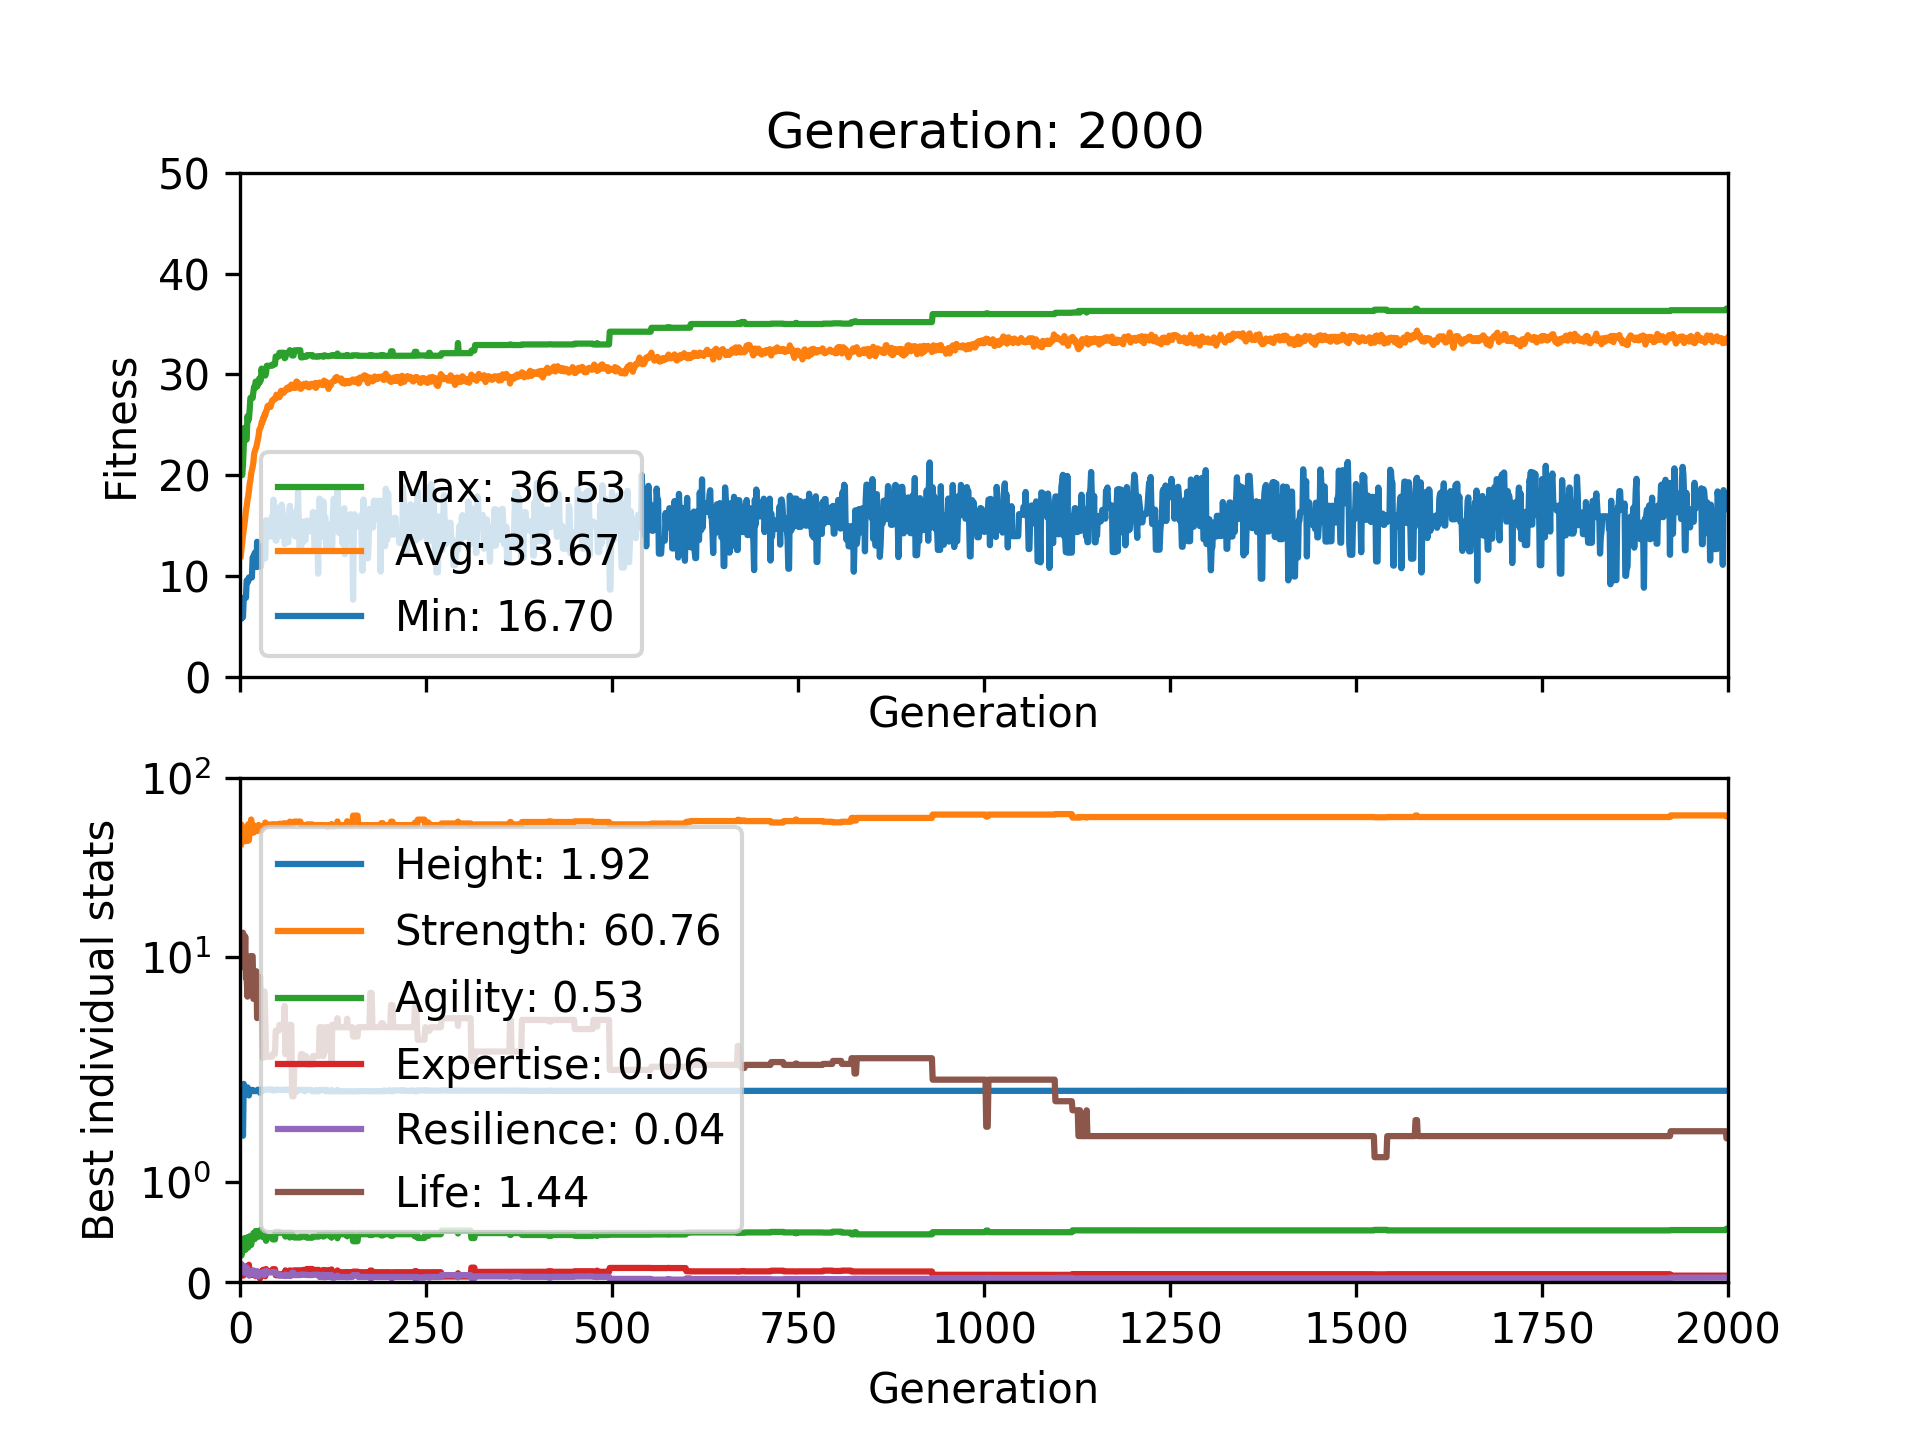 Generation: 2000
50
40
30
20
10
0
Fitness
Max: 36.53
Avg: 33.67
Min: 16.70
Generation
10²
10¹
10⁰
0
Best individual stats
Height: 1.92
Strength: 60.76
Agility: 0.53
Expertise: 0.06
Resilience: 0.04
Life: 1.44
0 250 500 750 1000 1250 1500 1750 2000
Generation